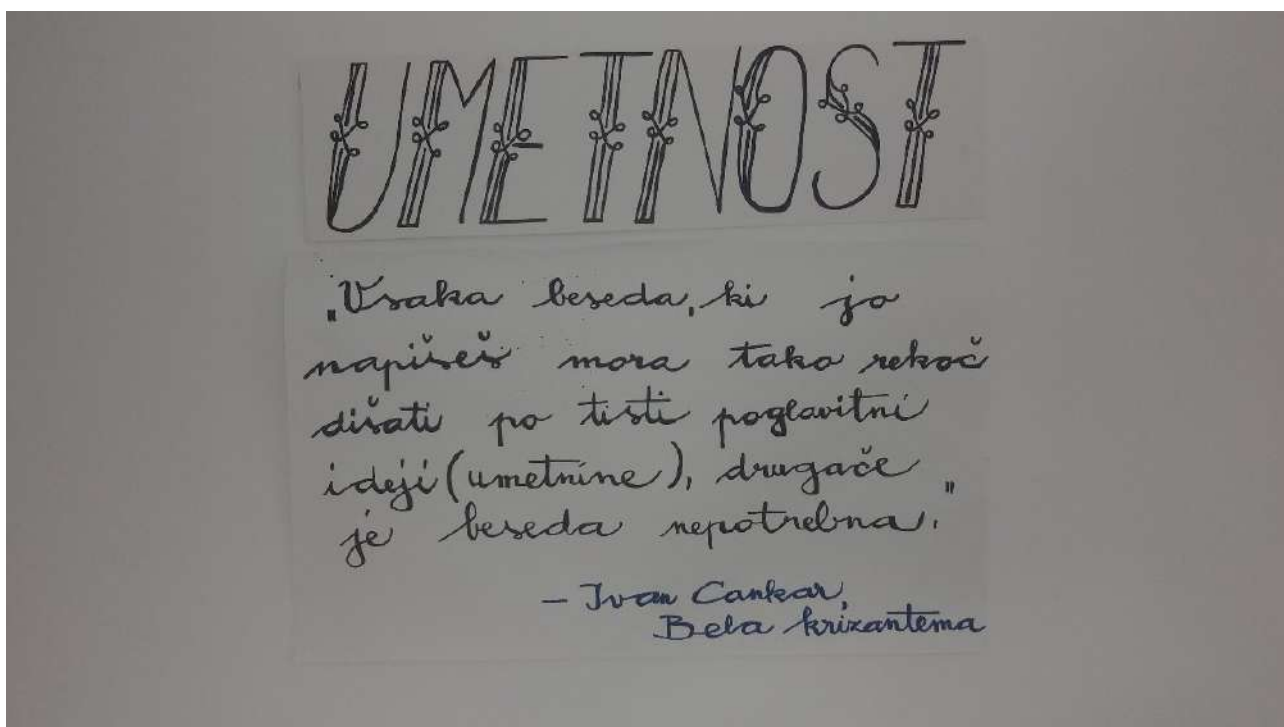 UMETNOST
„Vsaka beseda, ki jo
napišeš mora tako rekoč
dišati po tisti poglavitni
ideji (umetnine), drugače
je beseda nepotrebna."
– Ivan Cankar,
Bela krizantema